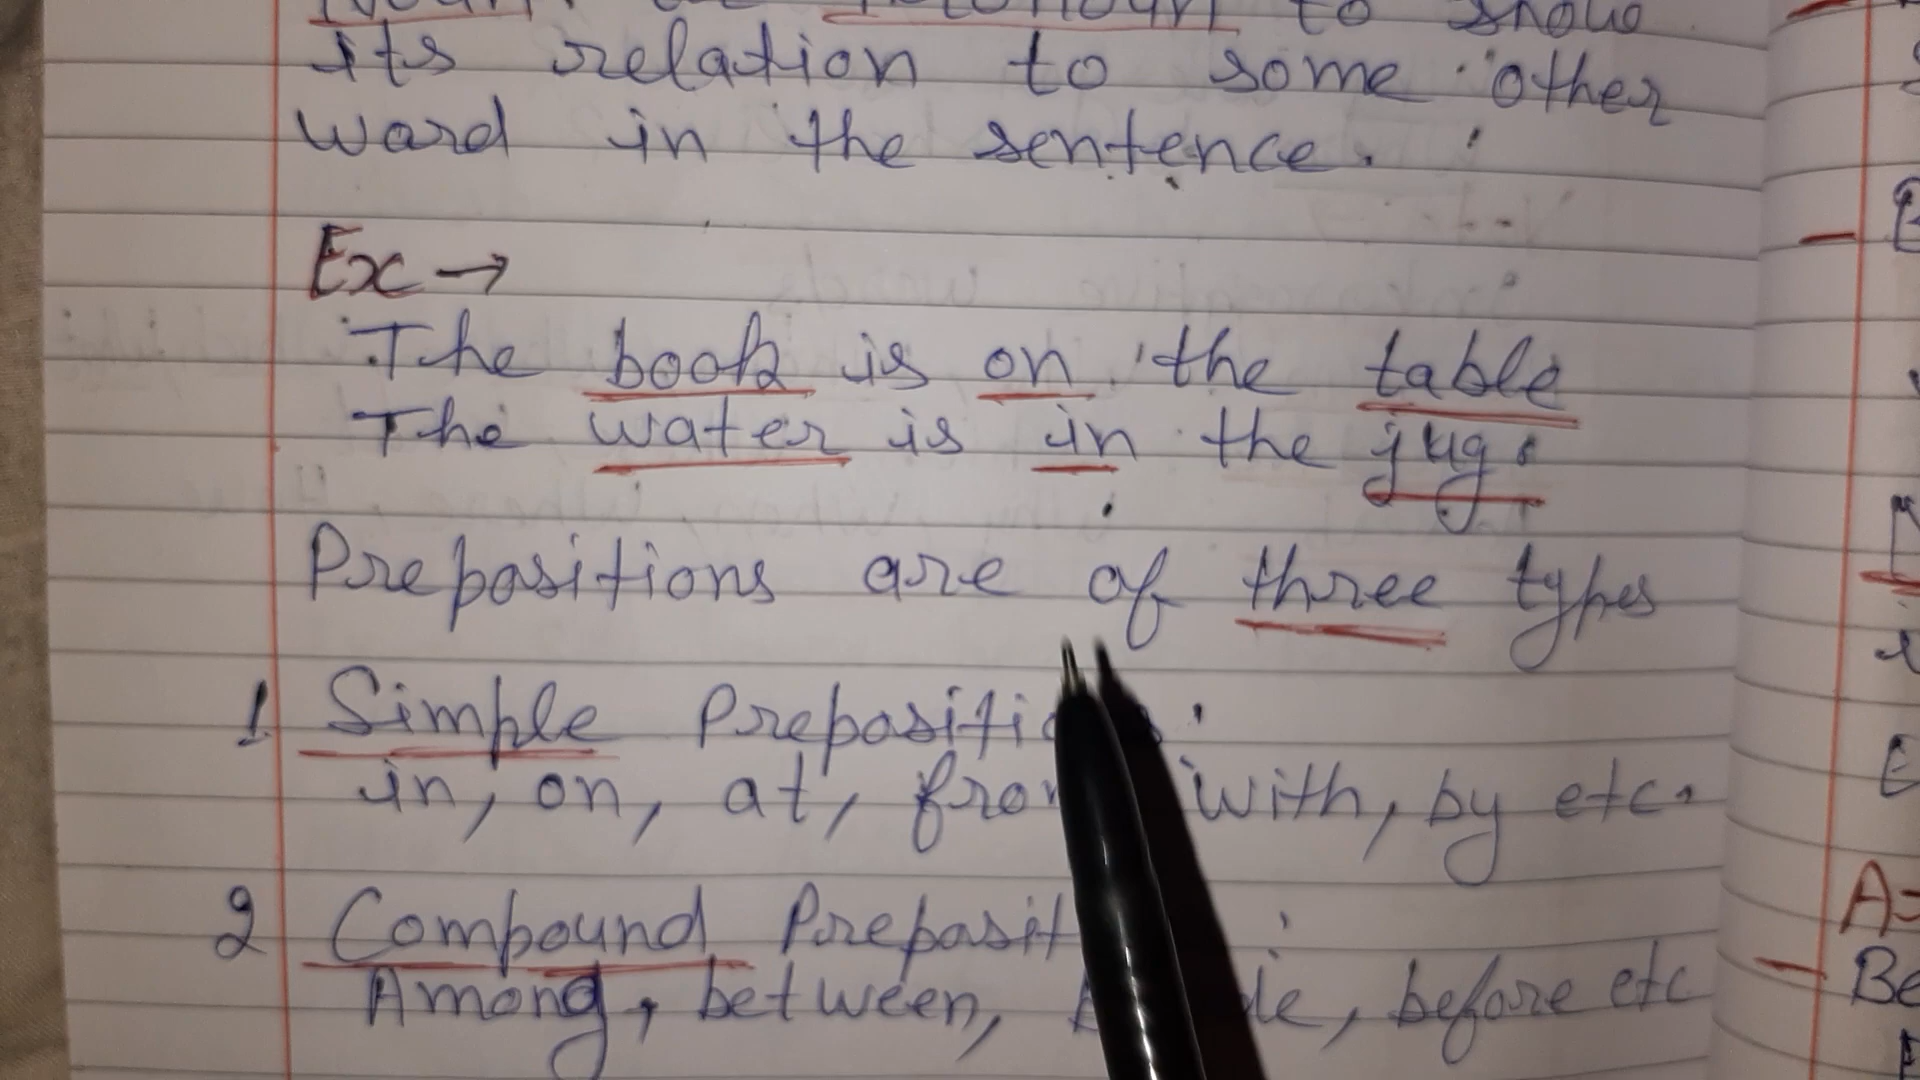 its relation to some other
word in the sentence.
Ex →
The book is on the table
The water is in the jug.
Prepositions are of three types
1 Simple
in, on, at, with, by etc.
2 Compound
Among, between, before etc
A=